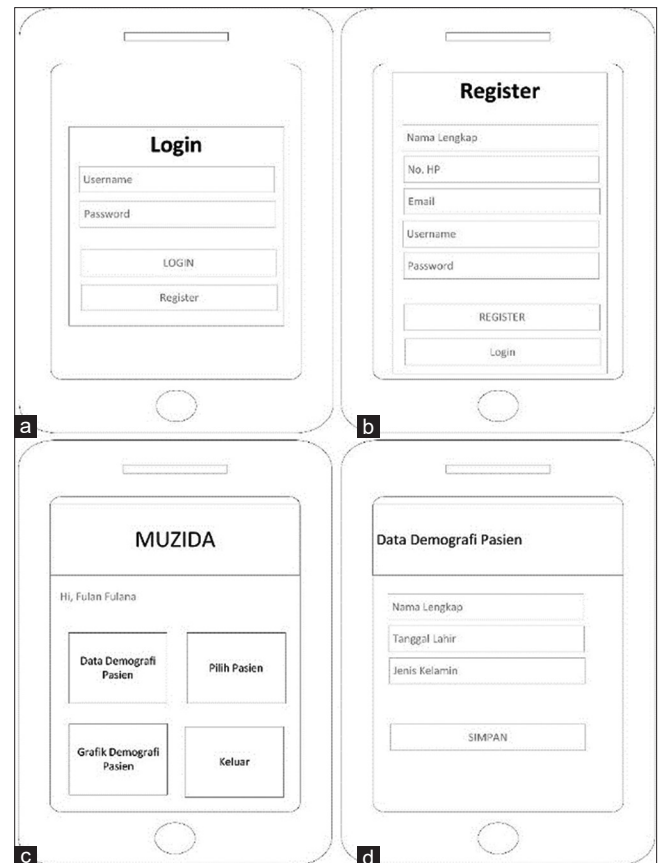 Login
Username
Password
LOGIN
Register
a
Register
Nama Lengkap
No. HP
Email
Username
Password
REGISTER
Login
b
MUZIDA
Hi, Fulan Fulana
Data Demografi
Pasien
Pilih Pasien
Grafik Demografi
Pasien
Keluar
c
Data Demografi Pasien
Nama Lengkap
Tanggal Lahir
Jenis Kelamin
SIMPAN
d